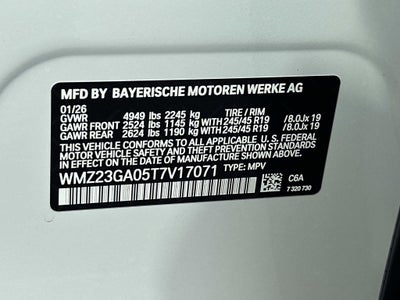 MFD BY BAYERISCHE MOTOREN WERKE AG
01/26
GVWR 4949 lbs 2245 kg TIRE / RIM
GAWR FRONT 2524 lbs 1145 kg WITH 245/45 R19 / 8.0Jx 19
GAWR REAR 2624 lbs 1190 kg WITH 245/45 R19 / 8.0Jx 19
THIS VEHICLE CONFORMS TO ALL APPLICABLE U.S. FEDERAL
MOTOR VEHICLE SAFETY, BUMPER, AND THEFT PREVENTION
STANDARDS IN EFFECT ON THE DATE OF MANUFACTURE SHOWN ABOVE.
WMZ23GA05T7V17071 TYPE: MPV
C6A
7 320 730